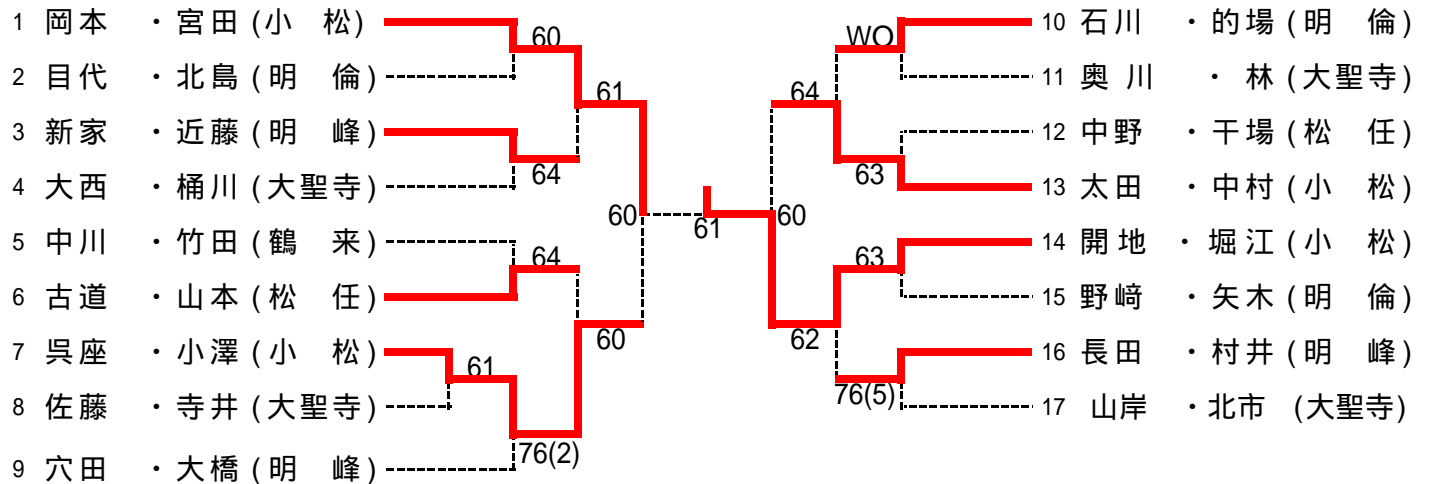 1 岡本 ・宮田(小 松)
60
2 目代 ・北島(明 倫)
61
3 新家 ・近藤(明 峰)
64
4 大西 ・桶川(大聖寺)
60
5 中川 ・竹田(鶴 来)
64
6 古道 ・山本(松 任)
60
7 呉座 ・小澤(小 松)
61
8 佐藤 ・寺井(大聖寺)
76(2)
9 穴田 ・大橋(明 峰)
61
10 石川 ・的場(明 倫)
WO
11 奥川 ・ 林(大聖寺)
64
12 中野 ・干場(松 任)
63
13 太田 ・中村(小 松)
60
14 開地 ・堀江(小 松)
63
15 野﨑 ・矢木(明 倫)
62
16 長田 ・村井(明 峰)
76(5)
17 山岸 ・北市 (大聖寺)